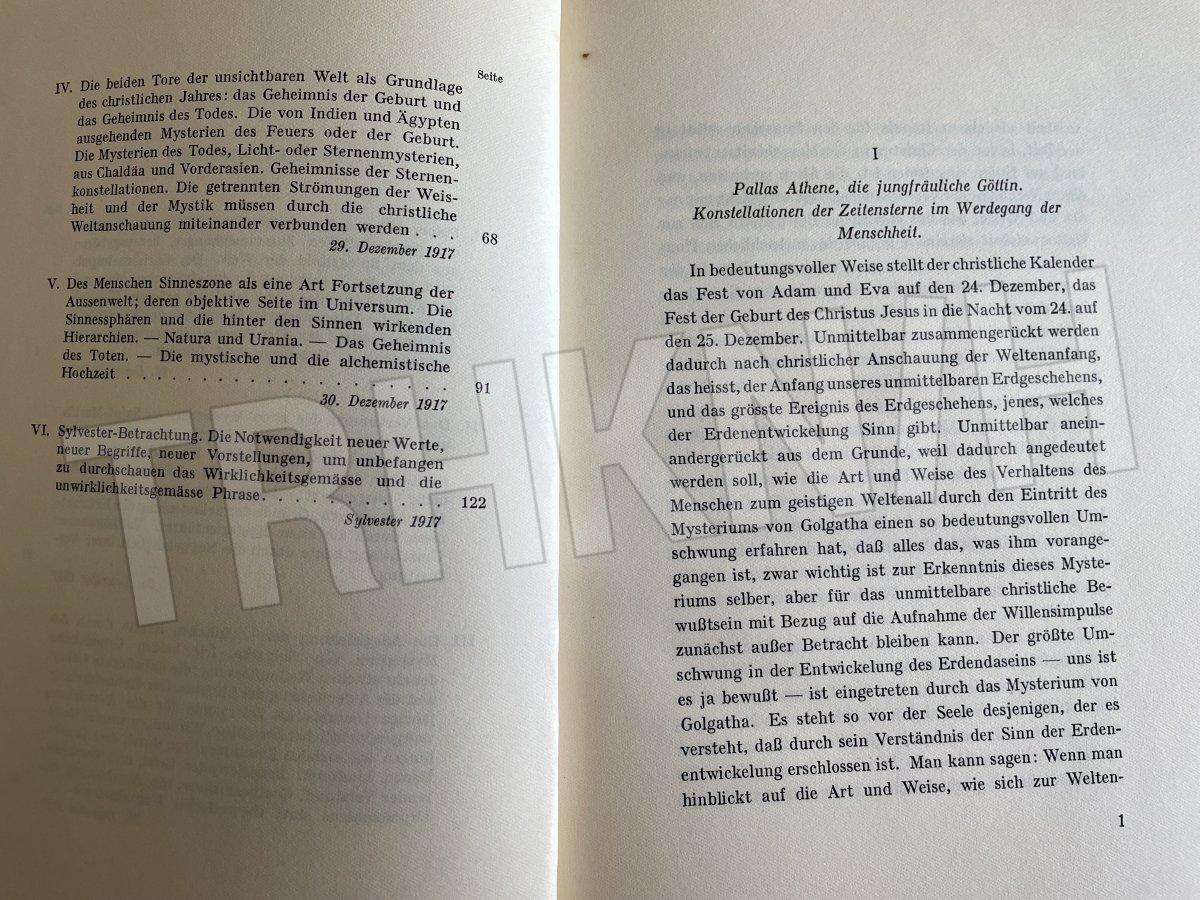 Seite
IV. Die beiden Tore der unsichtbaren Welt als Grundlage
des christlichen Jahres: das Geheimnis der Geburt und
das Geheimnis des Todes. Die von Indien und Ägypten
ausgehenden Mysterien des Feuers oder der Geburt.
Die Mysterien des Todes, Licht- oder Sternenmysterien,
aus Chaldäa und Vorderasien. Geheimnisse der Sternen-
konstellationen. Die getrennten Strömungen der Weis-
heit und der Mystik müssen durch die christliche
Weltanschauung miteinander verbunden werden . . . 68
29. Dezember 1917
V. Des Menschen Sinneszone als eine Art Fortsetzung der
Aussenwelt; deren objektive Seite im Universum. Die
Sinnessphären und die hinter den Sinnen wirkenden
Hierarchien. — Natura und Urania. — Das Geheimnis
des Toten. — Die mystische und die alchemistische
Hochzeit . . . . . . . . . . . . . . . . . . 91
30. Dezember 1917
VI. Sylvester-Betrachtung. Die Notwendigkeit neuer Werte,
neuer Begriffe, neuer Vorstellungen, um unbefangen
zu durchschauen das Wirklichkeitsgemässe und die
unwirklichkeitsgemässe Phrase. . . . . . . . . . . 122
Sylvester 1917
I
Pallas Athene, die jungfräuliche Göttin.
Konstellationen der Zeitensterne im Werdegang der
Menschheit.
In bedeutungsvoller Weise stellt der christliche Kalender
das Fest von Adam und Eva auf den 24. Dezember, das
Fest der Geburt des Christus Jesus in die Nacht vom 24. auf
den 25. Dezember. Unmittelbar zusammengerückt werden
dadurch nach christlicher Anschauung der Weltenanfang,
das heisst, der Anfang unseres unmittelbaren Erdgeschehens,
und das grösste Ereignis des Erdgeschehens, jenes, welches
der Erdenentwickelung Sinn gibt. Unmittelbar anein-
andergerückt aus dem Grunde, weil dadurch angedeutet
werden soll, wie die Art und Weise des Verhaltens des
Menschen zum geistigen Weltenall durch den Eintritt des
Mysteriums von Golgatha einen so bedeutungsvollen Um-
schwung erfahren hat, daß alles das, was ihm vorange-
gangen ist, zwar wichtig ist zur Erkenntnis dieses Myste-
riums selber, aber für das unmittelbare christliche Be-
wußtsein mit Bezug auf die Aufnahme der Willensimpulse
zunächst außer Betracht bleiben kann. Der größte Um-
schwung in der Entwickelung des Erdendaseins — uns ist
es ja bewußt — ist eingetreten durch das Mysterium von
Golgatha. Es steht so vor der Seele desjenigen, der es
versteht, daß durch sein Verständnis der Sinn der Erden-
entwickelung erschlossen ist. Man kann sagen: Wenn man
hinblickt auf die Art und Weise, wie sich zur Welten-
1
TRHKNVH